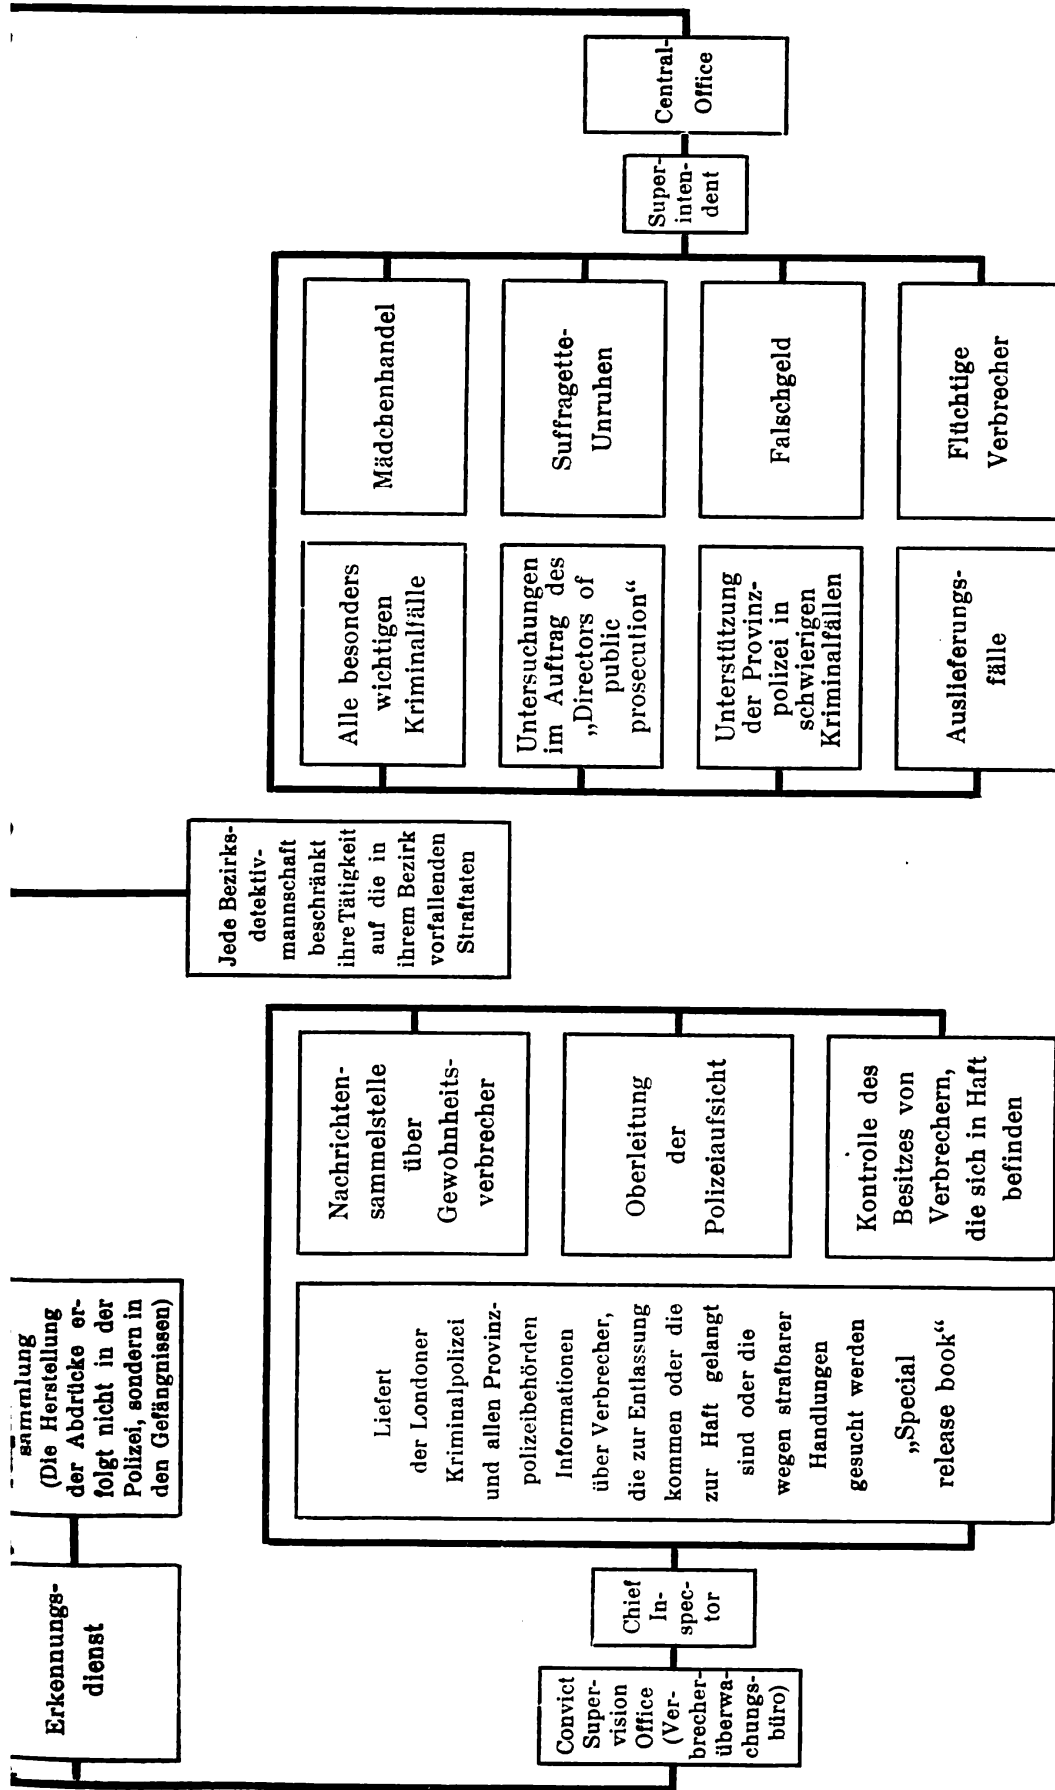 Erkennungs-
dienst
sammlung
(Die Herstellung
der Abdrücke er-
folgt nicht in der
Polizei, sondern in
den Gefängnissen)
Jede Bezirks-
detektiv-
mannschaft
beschränkt
ihre Tätigkeit
auf die in
ihrem Bezirk
vorfallenden
Straftaten
Convict
Super-
vision
Office
(Ver-
brecher-
überwa-
chungs-
büro)
Chief
In-
spec-
tor
Liefert
der Londoner
Kriminalpolizei
und allen Provinz-
polizeibehörden
Informationen
über Verbrecher,
die zur Entlassung
kommen oder die
zur Haft gelangt
sind oder die
wegen strafbarer
Handlungen
gesucht werden
„Special
release book“
Nachrichten-
sammelstelle
über
Gewohnheits-
verbrecher
Oberleitung
der
Polizeiaufsicht
Kontrolle des
Besitzes von
Verbrechern,
die sich in Haft
befinden
Alle besonders
wichtigen
Kriminalfälle
Untersuchungen
im Auftrag des
„Directors of
public
prosecution“
Unterstützung
der Provinz-
polizei in
schwierigen
Kriminalfällen
Auslieferungs-
fälle
Mädchenhandel
Suffragette-
Unruhen
Falschgeld
Flüchtige
Verbrecher
Super-
inten-
dent
Central-
Office